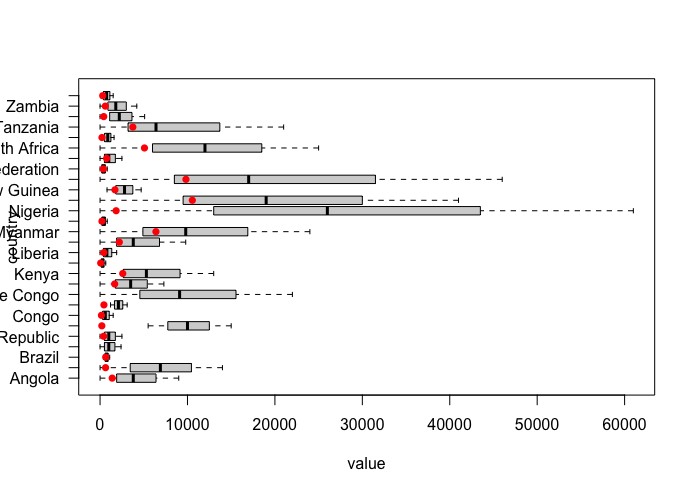 Zambia
Tanzania
th Africa
ederation
w Guinea
Nigeria
Myanmar
Liberia
Kenya
e Congo
Congo
Republic
Brazil
Angola
country
0 10000 20000 30000 40000 50000 60000
value